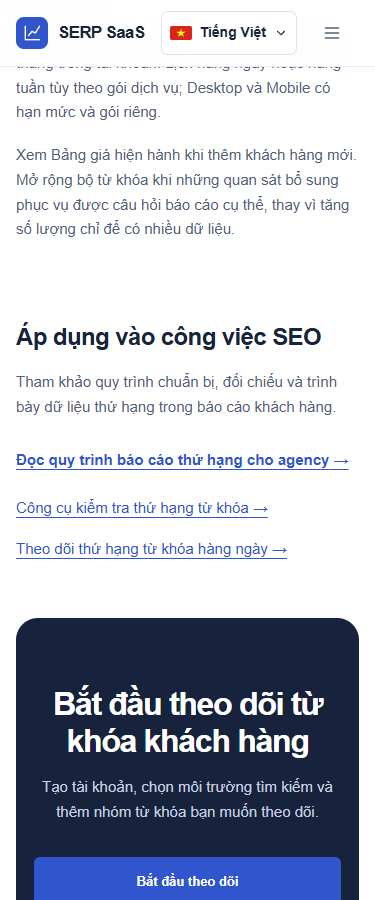 SERP SaaS
Tiếng Việt
tuần tùy theo gói dịch vụ; Desktop và Mobile có
hạn mức và gói riêng.
Xem Bảng giá hiện hành khi thêm khách hàng mới.
Mở rộng bộ từ khóa khi những quan sát bổ sung
phục vụ được câu hỏi báo cáo cụ thể, thay vì tăng
số lượng chỉ để có nhiều dữ liệu.
Áp dụng vào công việc SEO
Tham khảo quy trình chuẩn bị, đối chiếu và trình
bày dữ liệu thứ hạng trong báo cáo khách hàng.
Đọc quy trình báo cáo thứ hạng cho agency →
Công cụ kiểm tra thứ hạng từ khóa →
Theo dõi thứ hạng từ khóa hàng ngày →
Bắt đầu theo dõi từ
khóa khách hàng
Tạo tài khoản, chọn môi trường tìm kiếm và
thêm nhóm từ khóa bạn muốn theo dõi.
Bắt đầu theo dõi